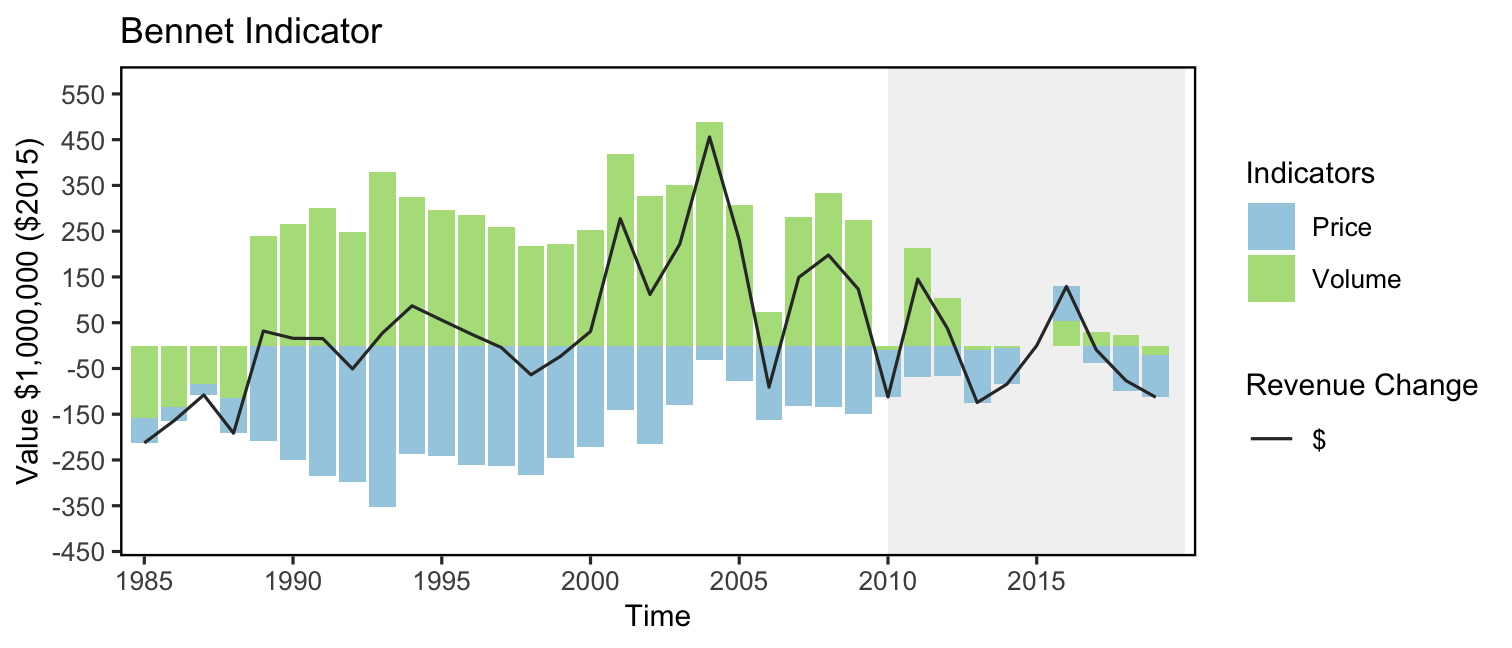 Bennet Indicator
Value $1,000,000 ($2015)
550
450
350
250
150
50
-50
-150
-250
-350
-450
1985 1990 1995 2000 2005 2010 2015
Time
Indicators
Price
Volume
Revenue Change
$